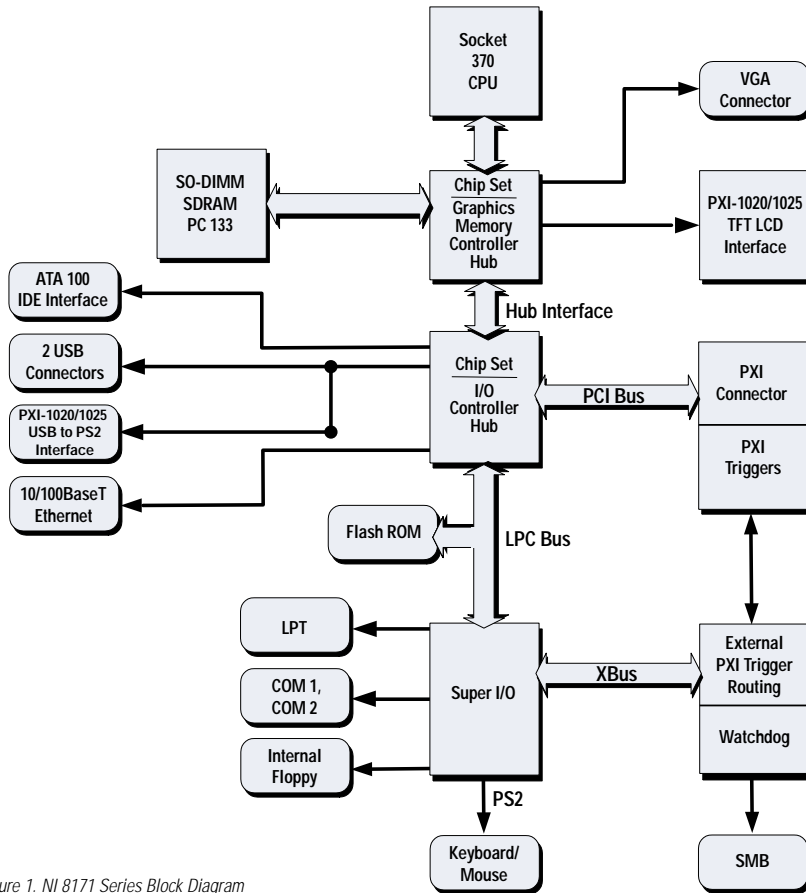 Socket
370
CPU
VGA
Connector
SO-DIMM
SDRAM
PC 133
Chip Set
Graphics
Memory
Controller
Hub
PXI-1020/1025
TFT LCD
Interface
ATA 100
IDE Interface
Hub Interface
2 USB
Connectors
Chip Set
I/O
Controller
Hub
PCI Bus
PXI
Connector
PXI-1020/1025
USB to PS2
Interface
PXI
Triggers
10/100BaseT
Ethernet
Flash ROM
LPC Bus
LPT
COM 1,
COM 2
Internal
Floppy
Super I/O
XBus
External
PXI Trigger
Routing
Watchdog
PS2
Keyboard/
Mouse
SMB
ure 1. NI 8171 Series Block Diagram